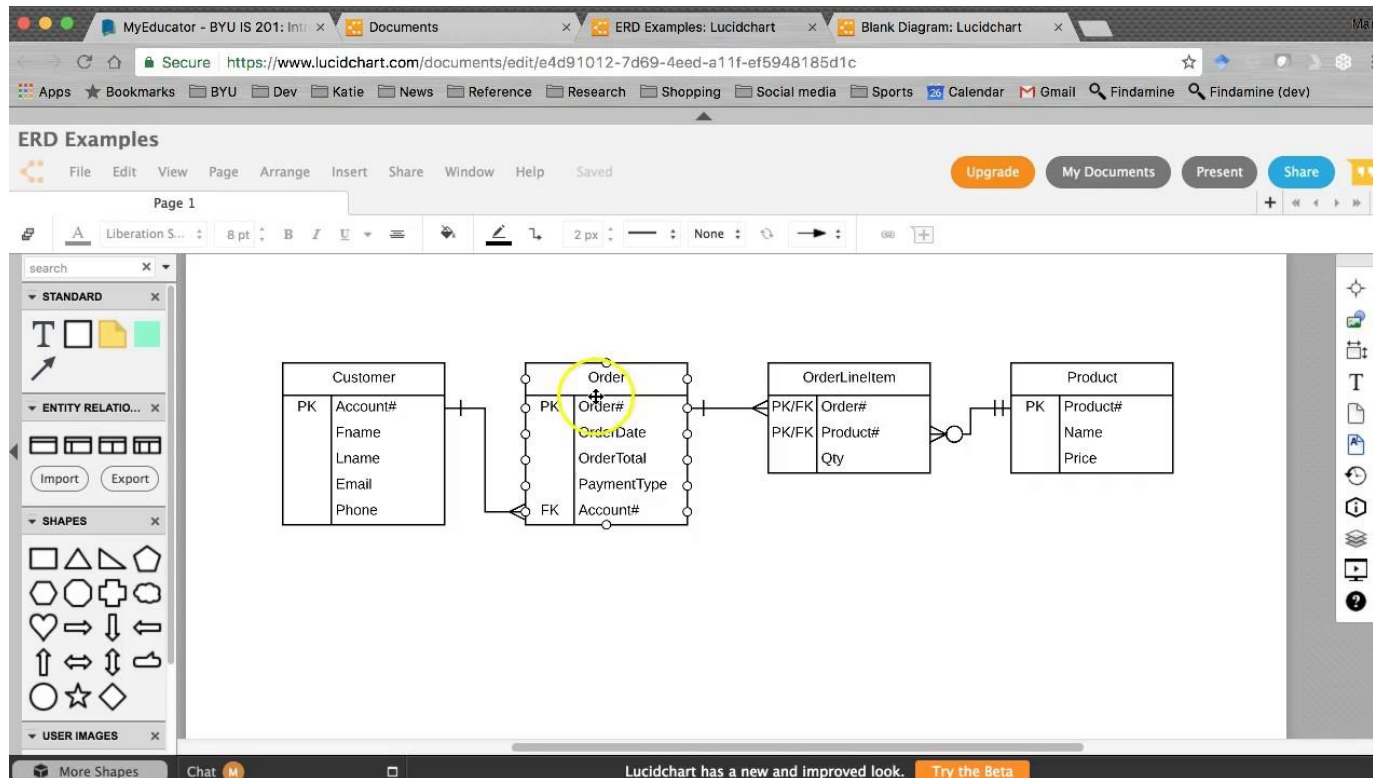 MyEducator - BYU IS 201: Intr
Documents
ERD Examples: Lucidchart
Blank Diagram: Lucidchart
Secure https://www.lucidchart.com/documents/edit/e4d91012-7d69-4eed-a11f-ef5948185d1c
Apps Bookmarks BYU Dev Katie News Reference Research Shopping Social media Sports 26 Calendar Gmail Findamine Findamine (dev)
ERD Examples
File Edit View Page Arrange Insert Share Window Help Saved
Upgrade My Documents Present Share
Page 1
A Liberation S... 8 pt B I U 2 px None
search
STANDARD
T
ENTITY RELATIO...
Import Export
SHAPES
USER IMAGES
More Shapes
Customer
PK Account#
Fname
Lname
Email
Phone
Order
PK Order#
OrderDate
OrderTotal
PaymentType
FK Account#
OrderLineItem
PK/FK Order#
PK/FK Product#
Qty
Product
PK Product#
Name
Price
T
Chat M
Lucidchart has a new and improved look. Try the Beta